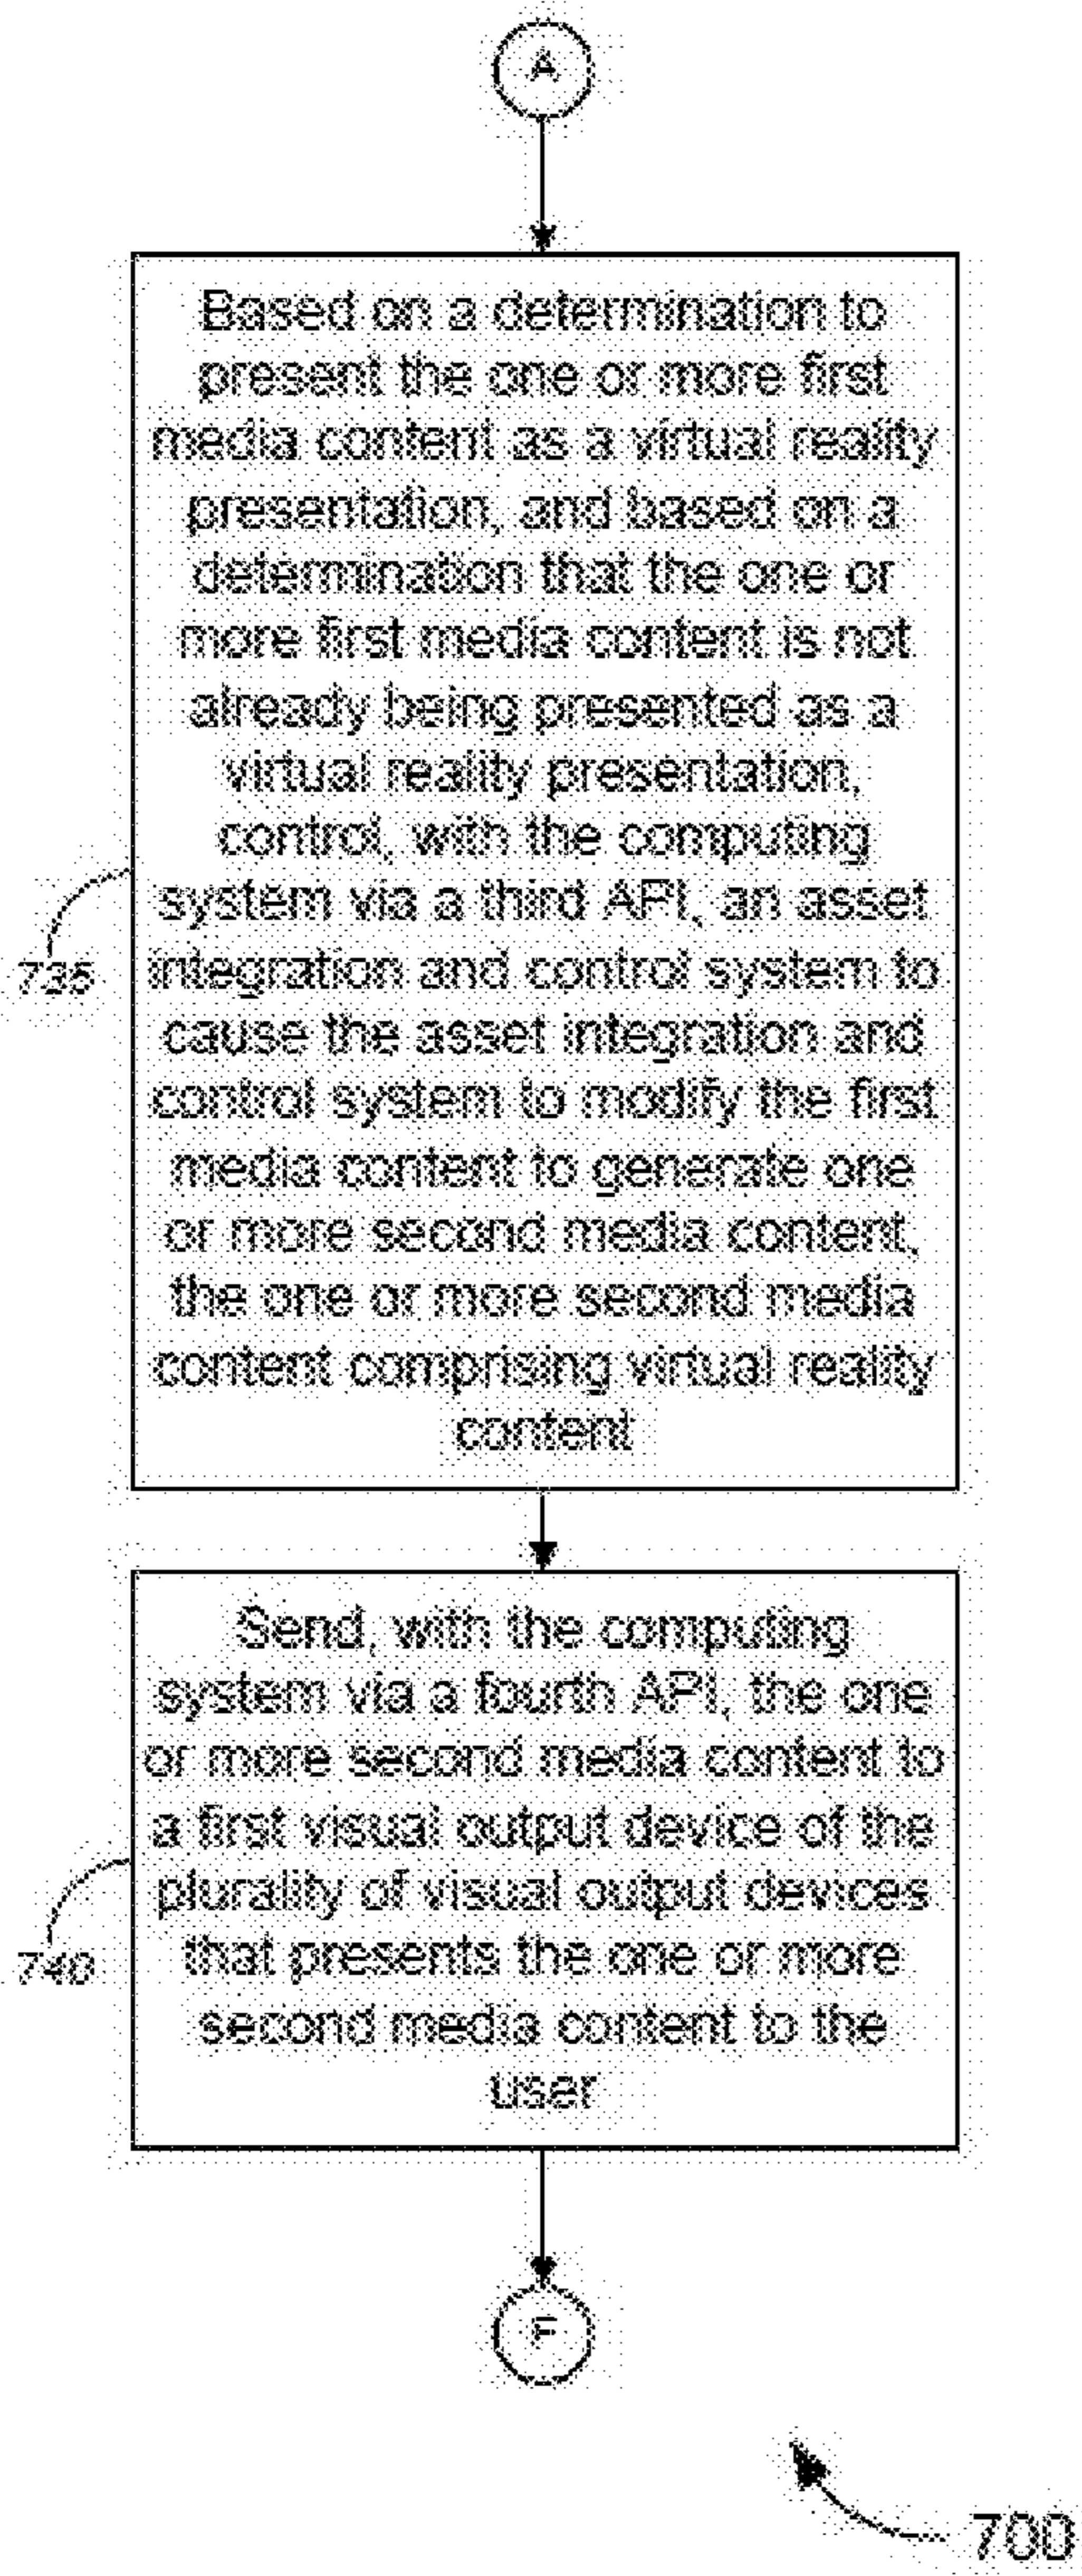 A
Based on a determination to
present the one or more first
media content as a virtual reality
presentation, and based on a
determination that the one or
more first media content is not
already being presented as a
virtual reality presentation,
control, with the computing
system via a third API, an asset
integration and control system to
cause the asset integration and
control system to modify the first
media content to generate one
or more second media content,
the one or more second media
content comprising virtual reality
content
735
Send, with the computing
system via a fourth API, the one
or more second media content to
a first visual output device of the
plurality of visual output devices
that presents the one or more
second media content to the
user
740
F
700